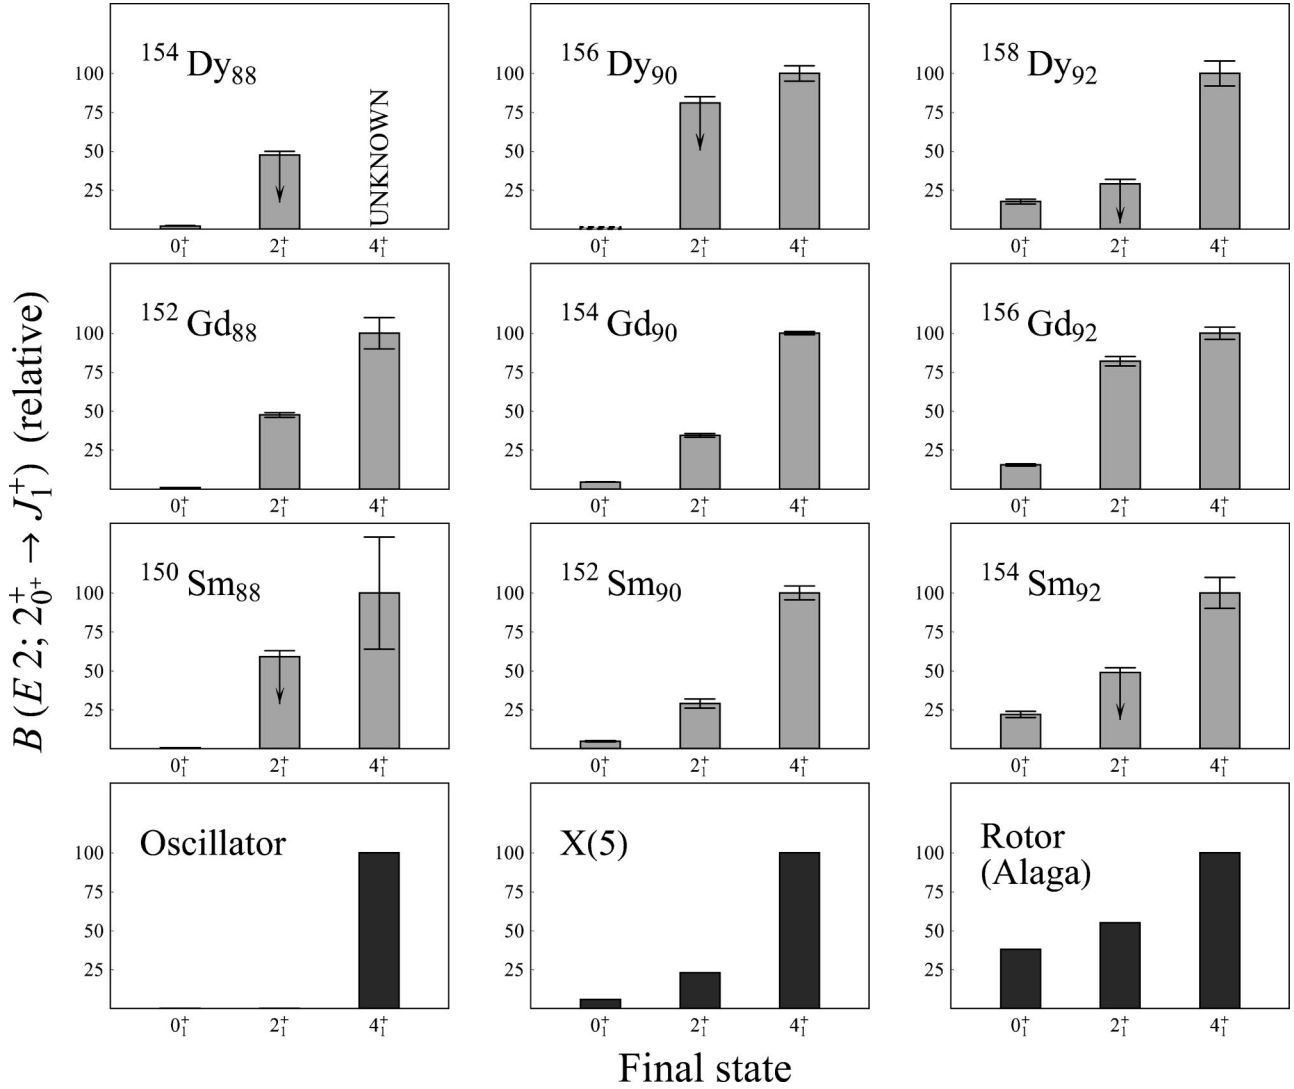 B (E 2; 2⁺₀⁺ → J⁺₁) (relative)
¹⁵⁴Dy₈₈
100
75
50
25
UNKNOWN
0⁺₁ 2⁺₁ 4⁺₁
¹⁵⁶Dy₉₀
100
75
50
25
0⁺₁ 2⁺₁ 4⁺₁
¹⁵⁸Dy₉₂
100
75
50
25
0⁺₁ 2⁺₁ 4⁺₁
¹⁵²Gd₈₈
100
75
50
25
0⁺₁ 2⁺₁ 4⁺₁
¹⁵⁴Gd₉₀
100
75
50
25
0⁺₁ 2⁺₁ 4⁺₁
¹⁵⁶Gd₉₂
100
75
50
25
0⁺₁ 2⁺₁ 4⁺₁
¹⁵⁰Sm₈₈
100
75
50
25
0⁺₁ 2⁺₁ 4⁺₁
¹⁵²Sm₉₀
100
75
50
25
0⁺₁ 2⁺₁ 4⁺₁
¹⁵⁴Sm₉₂
100
75
50
25
0⁺₁ 2⁺₁ 4⁺₁
Oscillator
100
75
50
25
0⁺₁ 2⁺₁ 4⁺₁
X(5)
100
75
50
25
0⁺₁ 2⁺₁ 4⁺₁
Rotor
(Alaga)
100
75
50
25
0⁺₁ 2⁺₁ 4⁺₁
Final state